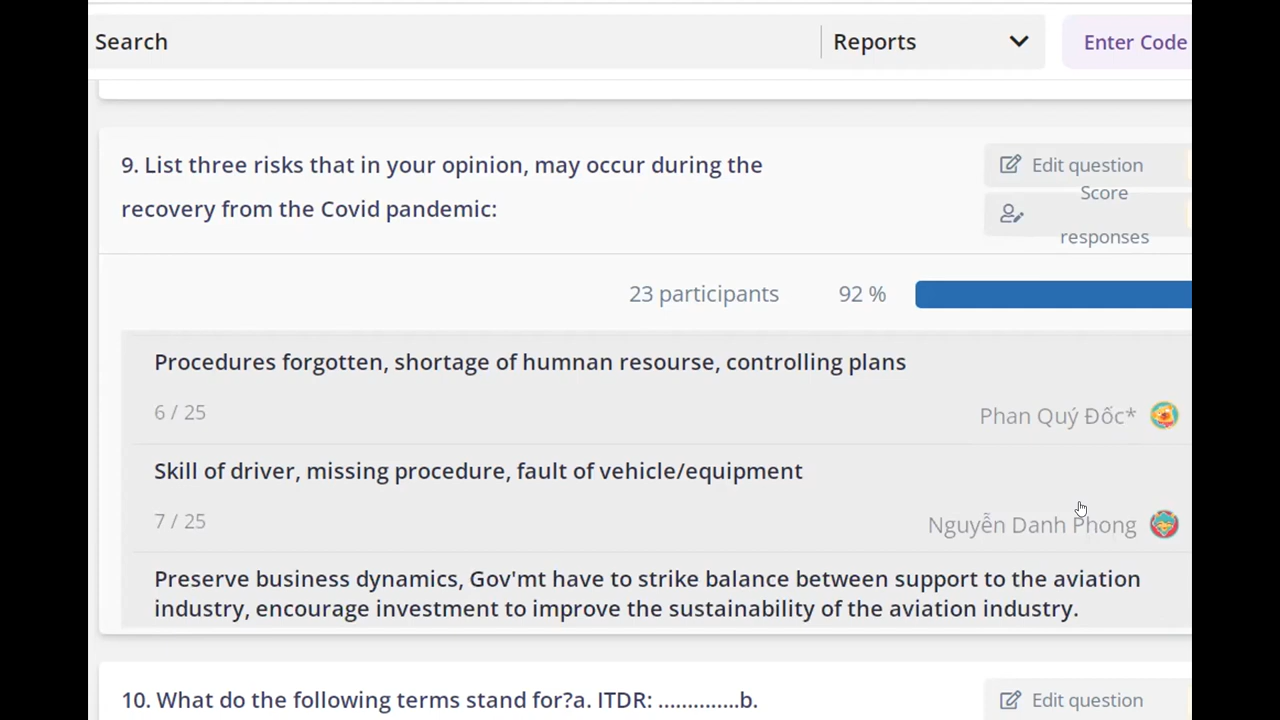 Search
Reports
Enter Code
9. List three risks that in your opinion, may occur during the
recovery from the Covid pandemic:
Edit question
Score
responses
23 participants
92 %
Procedures forgotten, shortage of humnan resourse, controlling plans
6 / 25
Phan Quý Đốc*
Skill of driver, missing procedure, fault of vehicle/equipment
7 / 25
Nguyễn Danh Phong
Preserve business dynamics, Gov'mt have to strike balance between support to the aviation
industry, encourage investment to improve the sustainability of the aviation industry.
10. What do the following terms stand for?a. ITDR: ..............b.
Edit question